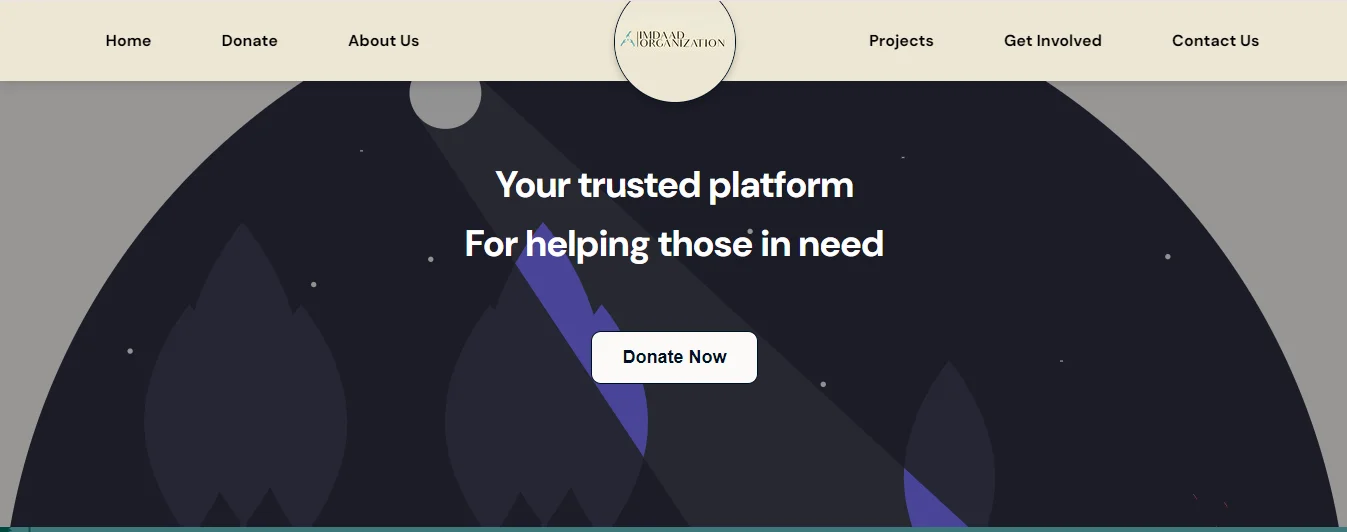 Home
Donate
About Us
IMDAAD
ORGANIZATION
Projects
Get Involved
Contact Us
Your trusted platform
For helping those in need
Donate Now